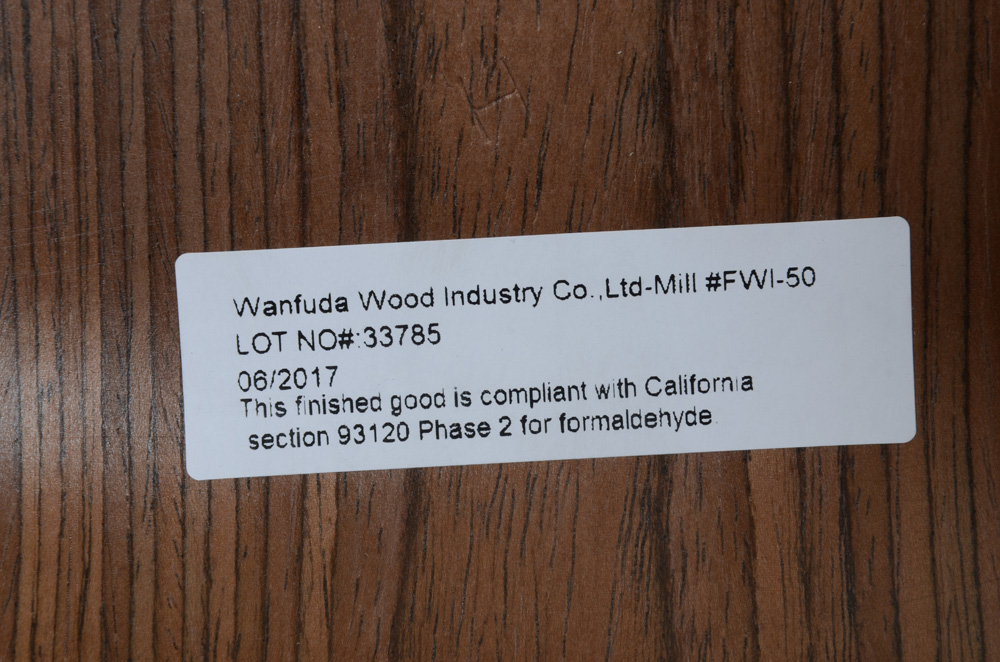 Wanfuda Wood Industry Co.,Ltd-Mill #FWI-50
LOT NO#:33785
06/2017
This finished good is compliant with California
section 93120 Phase 2 for formaldehyde.